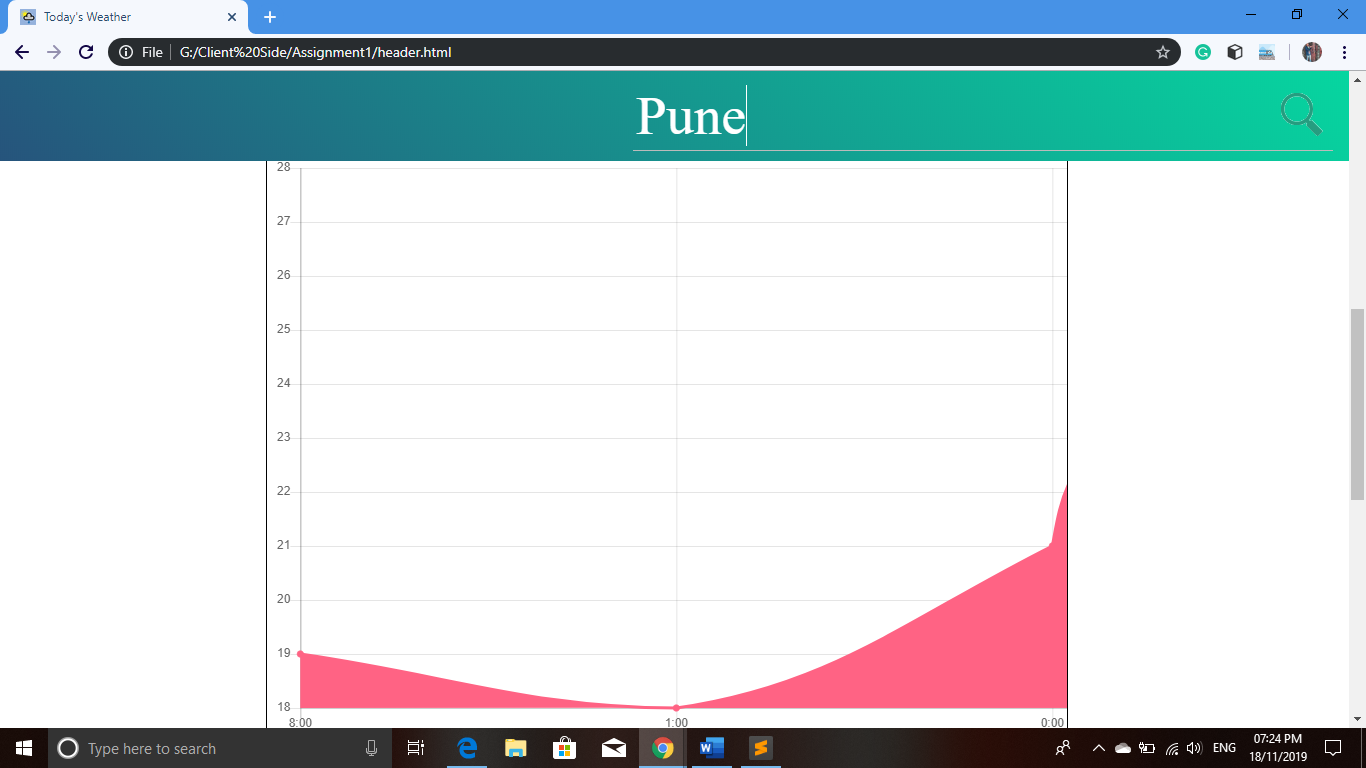 Today's Weather
File G:/Client%20Side/Assignment1/header.html
Pune
28
27
26
25
24
23
22
21
20
19
18
8:00 1:00 0:00
Type here to search
ENG
07:24 PM
18/11/2019